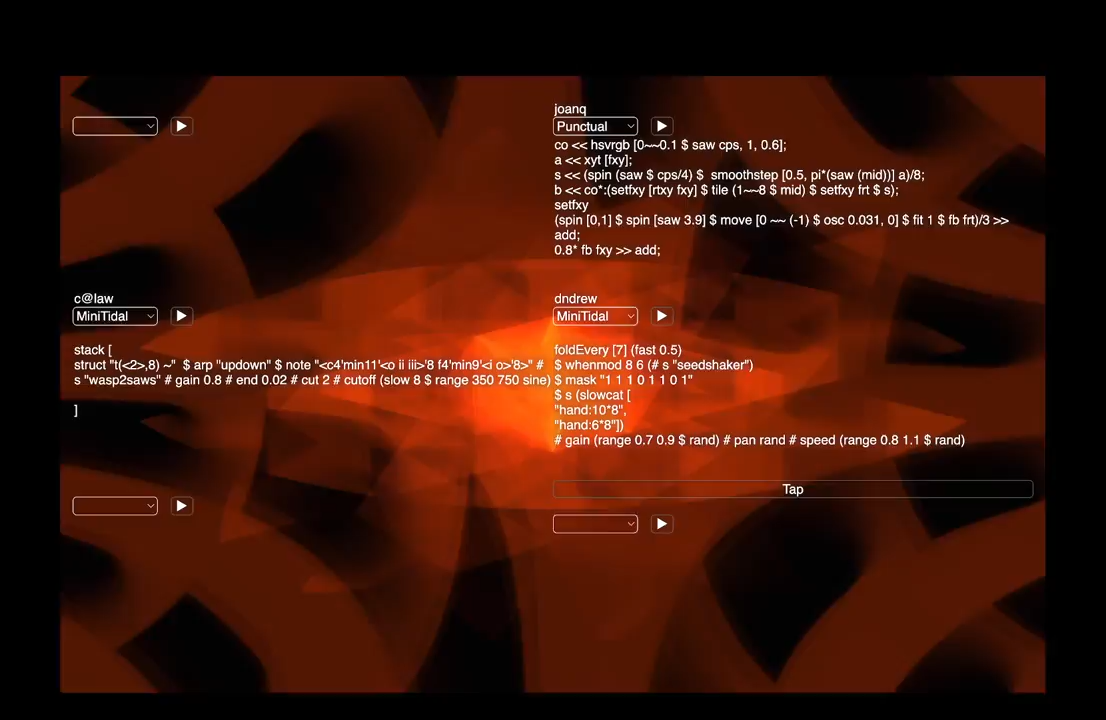 joanq
Punctual
co << hsvrgb [0~~0.1 $ saw cps, 1, 0.6];
a << xyt [fxy];
s << (spin (saw $ cps/4) $  smoothstep [0.5, pi*(saw (mid))] a)/8;
b << co*:(setfxy [rtxy fxy] $ tile (1~~8 $ mid) $ setfxy frt $ s);
setfxy
(spin [0,1] $ spin [saw 3.9] $ move [0 ~~ (-1) $ osc 0.031, 0] $ fit 1 $ fb frt)/3 >>
add;
0.8* fb fxy >> add;
c@law
MiniTidal
stack [
struct "t(<2>,8) ~"  $ arp "updown" $ note "<c4'min11'<o ii iii>'8 f4'min9'<i o>'8>" #
s "wasp2saws" # gain 0.8 # end 0.02 # cut 2 # cutoff (slow 8 $ range 350 750 sine)
]
dndrew
MiniTidal
foldEvery [7] (fast 0.5)
$ whenmod 8 6 (# s "seedshaker")
$ mask "1 1 1 0 1 1 0 1"
$ s (slowcat [
"hand:10*8",
"hand:6*8"])
# gain (range 0.7 0.9 $ rand) # pan rand # speed (range 0.8 1.1 $ rand)
Tap